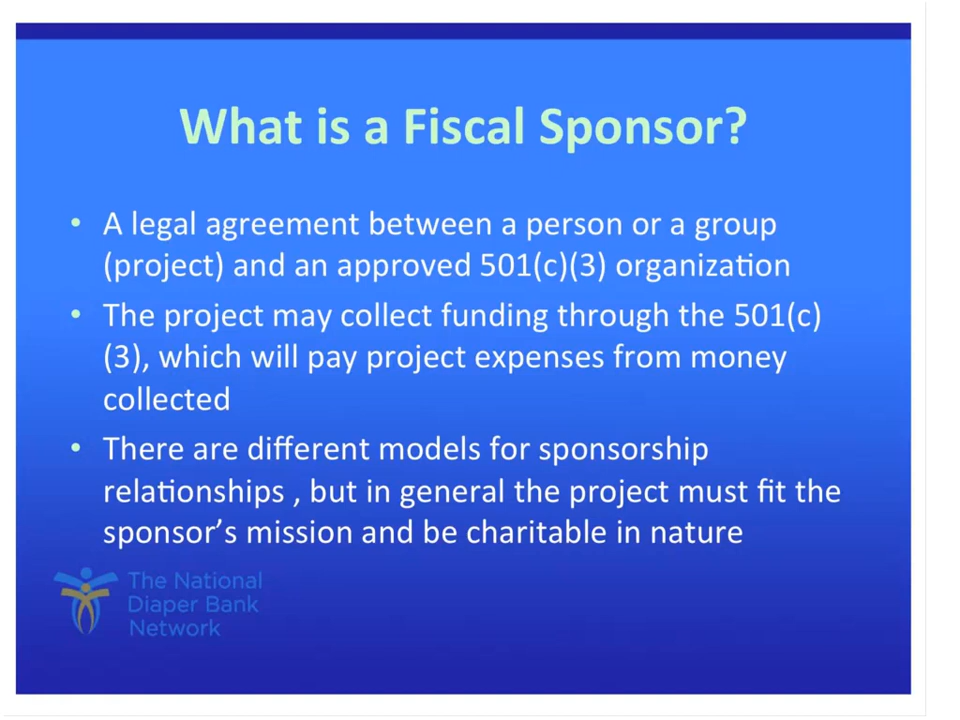 What is a Fiscal Sponsor?
• A legal agreement between a person or a group
(project) and an approved 501(c)(3) organization
• The project may collect funding through the 501(c)
(3), which will pay project expenses from money
collected
• There are different models for sponsorship
relationships , but in general the project must fit the
sponsor’s mission and be charitable in nature
The National
Diaper Bank
Network